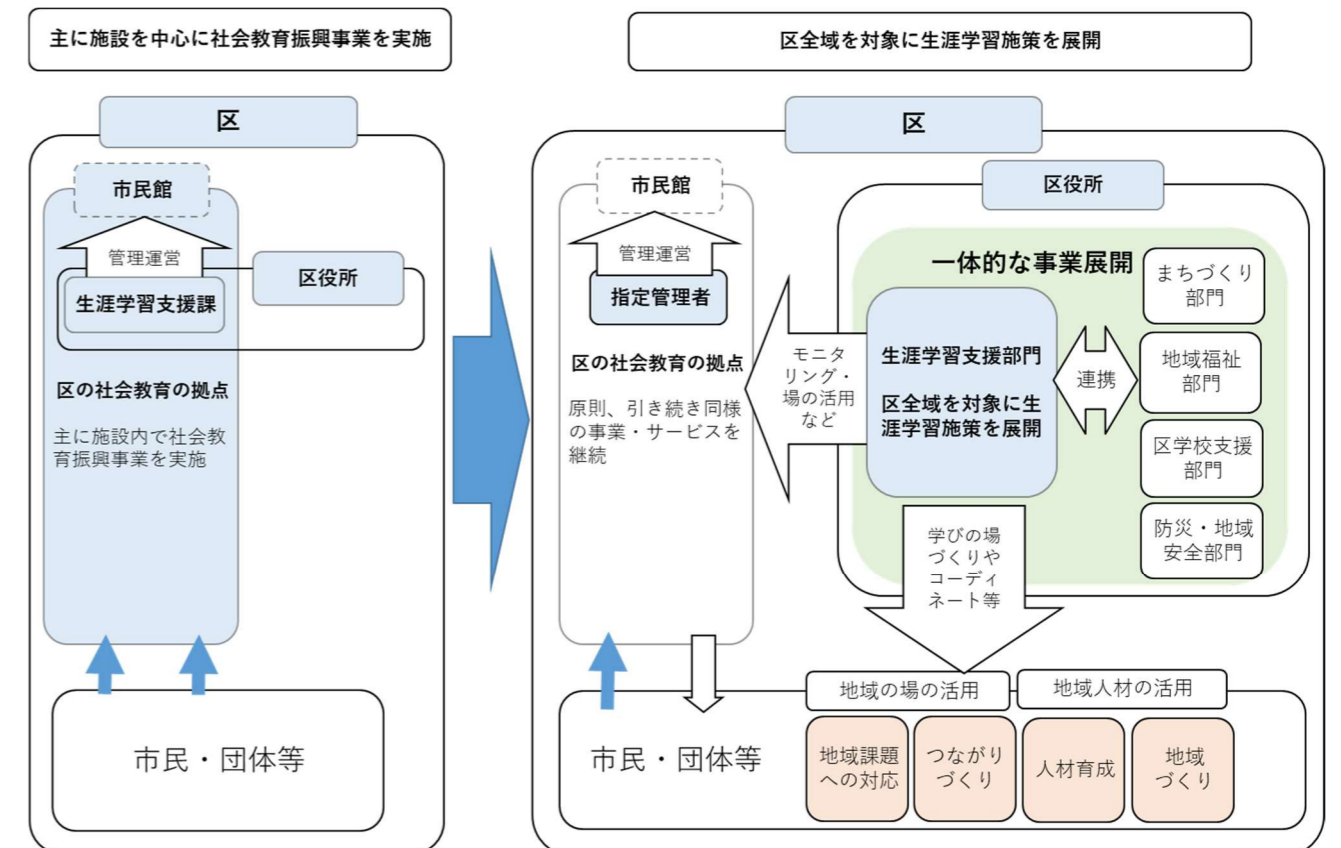 主に施設を中心に社会教育振興事業を実施
区
市民館
管理運営
生涯学習支援課
区役所
区の社会教育の拠点
主に施設内で社会教
育振興事業を実施
市民・団体等
区全域を対象に生涯学習施策を展開
区
市民館
管理運営
指定管理者
区の社会教育の拠点
原則、引き続き同様
の事業・サービスを
継続
モニタ
リング・
場の活用
など
区役所
一体的な事業展開
生涯学習支援部門
区全域を対象に生
涯学習施策を展開
連携
まちづくり
部門
地域福祉
部門
区学校支援
部門
防災・地域
安全部門
学びの場
づくりや
コーディ
ネート等
市民・団体等
地域の場の活用
地域人材の活用
地域課題
への対応
つながり
づくり
人材育成
地域
づくり